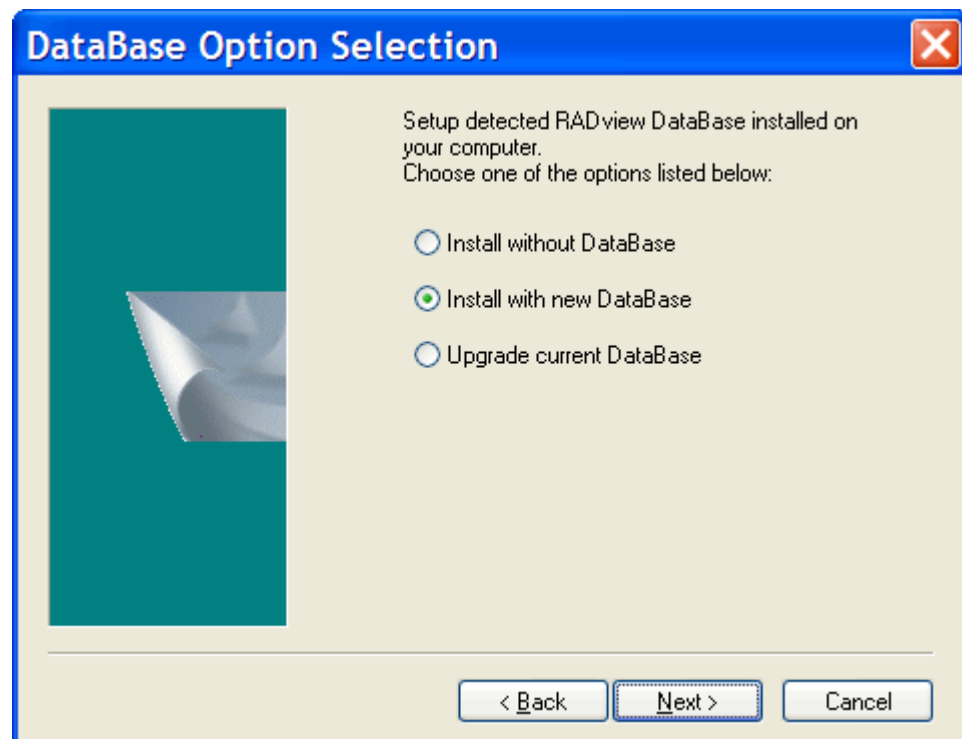 DataBase Option Selection
Setup detected RADview DataBase installed on
your computer.
Choose one of the options listed below:
Install without DataBase
Install with new DataBase
Upgrade current DataBase
< Back
Next >
Cancel